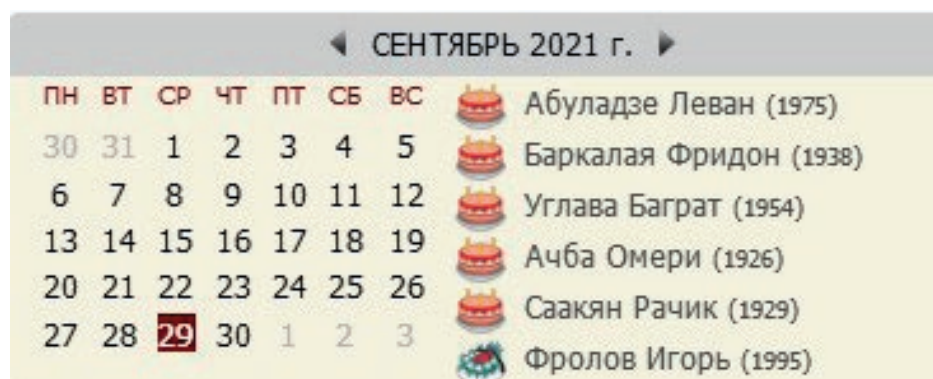 СЕНТЯБРЬ 2021 г.
ПН ВТ СР ЧТ ПТ СБ ВС
30 31 1 2 3 4 5
6 7 8 9 10 11 12
13 14 15 16 17 18 19
20 21 22 23 24 25 26
27 28 29 30 1 2 3
Абуладзе Леван (1975)
Баркалая Фридон (1938)
Углава Баграт (1954)
Ачба Омери (1926)
Саакян Рачик (1929)
Фролов Игорь (1995)